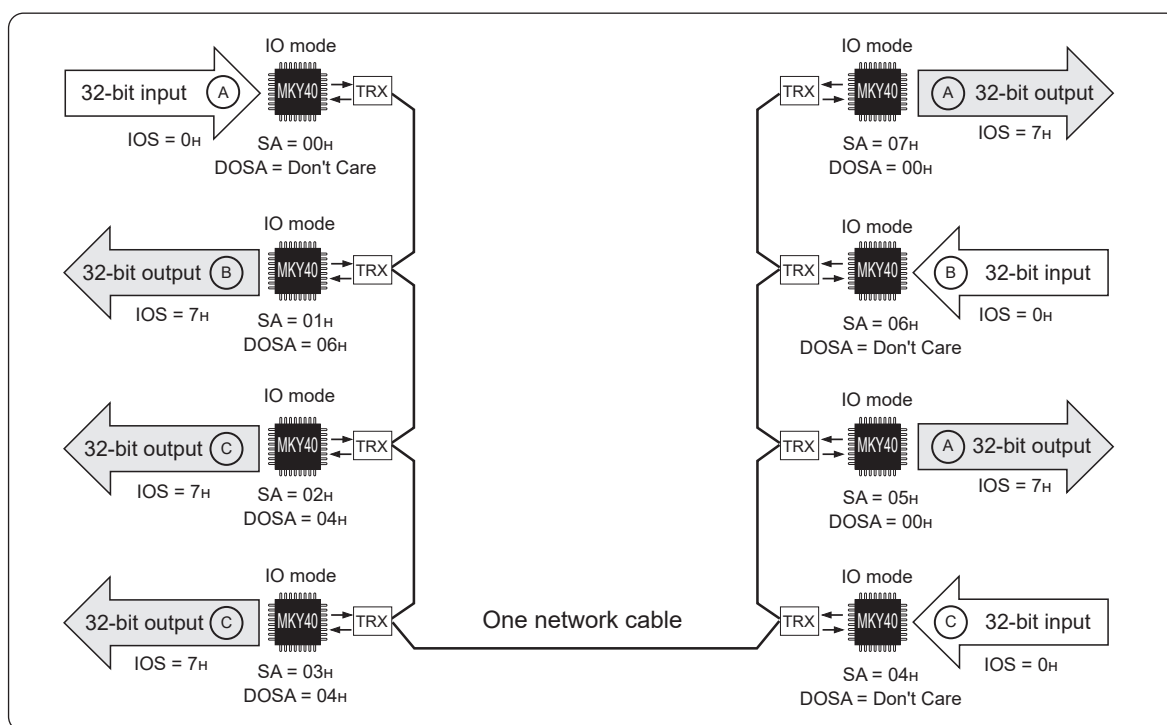 IO mode
32-bit input A
MKY40
TRX
IOS = 0H
SA = 00H
DOSA = Don't Care
IO mode
32-bit output B
MKY40
TRX
IOS = 7H
SA = 01H
DOSA = 06H
IO mode
32-bit output C
MKY40
TRX
IOS = 7H
SA = 02H
DOSA = 04H
IO mode
32-bit output C
MKY40
TRX
IOS = 7H
SA = 03H
DOSA = 04H
One network cable
IO mode
TRX
MKY40
A 32-bit output
IOS = 7H
SA = 07H
DOSA = 00H
IO mode
TRX
MKY40
B 32-bit input
IOS = 0H
SA = 06H
DOSA = Don't Care
IO mode
TRX
MKY40
A 32-bit output
IOS = 7H
SA = 05H
DOSA = 00H
IO mode
TRX
MKY40
C 32-bit input
IOS = 0H
SA = 04H
DOSA = Don't Care